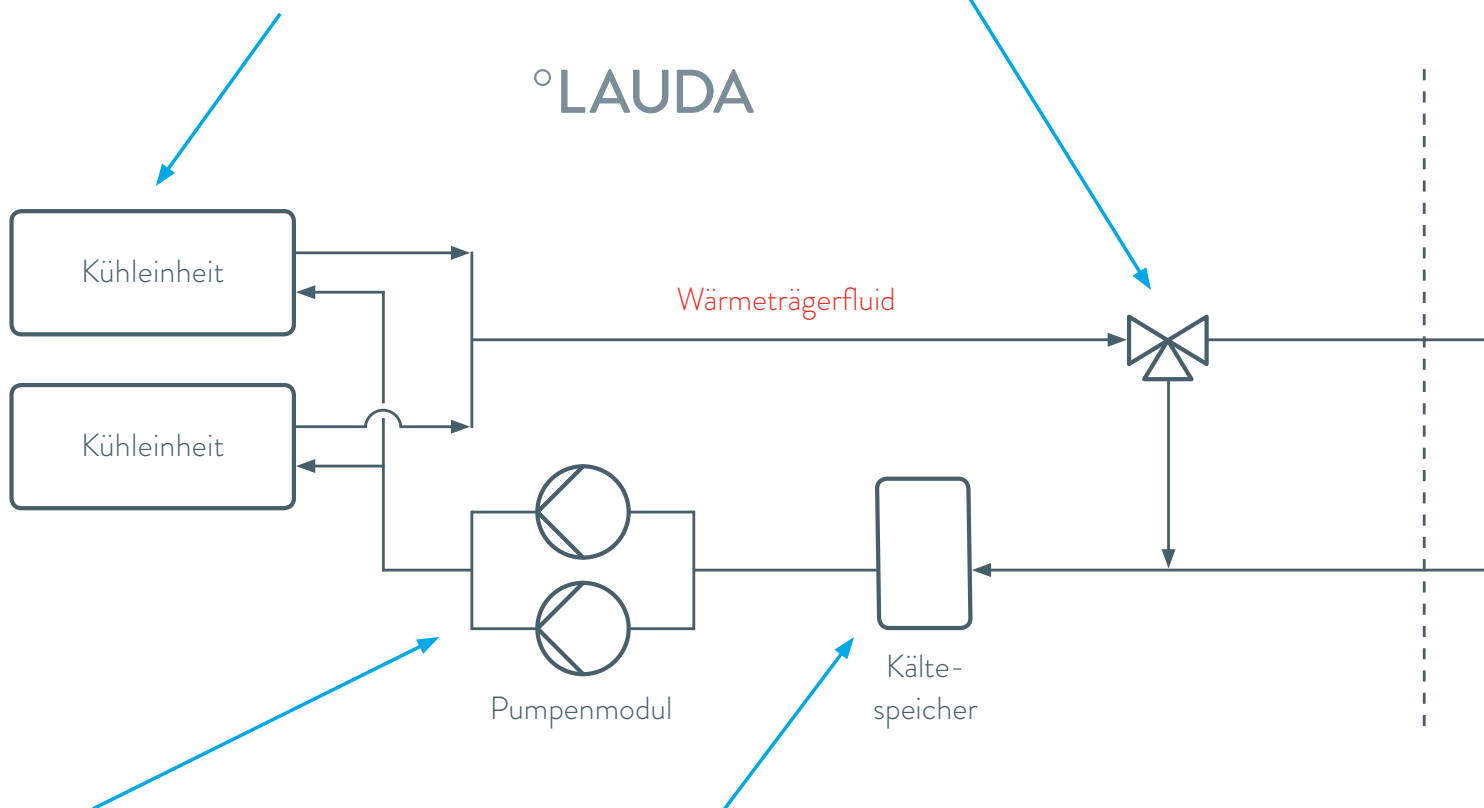 °LAUDA
Kühleinheit
Wärmeträgerfluid
Kühleinheit
Kälte-
speicher
Pumpenmodul